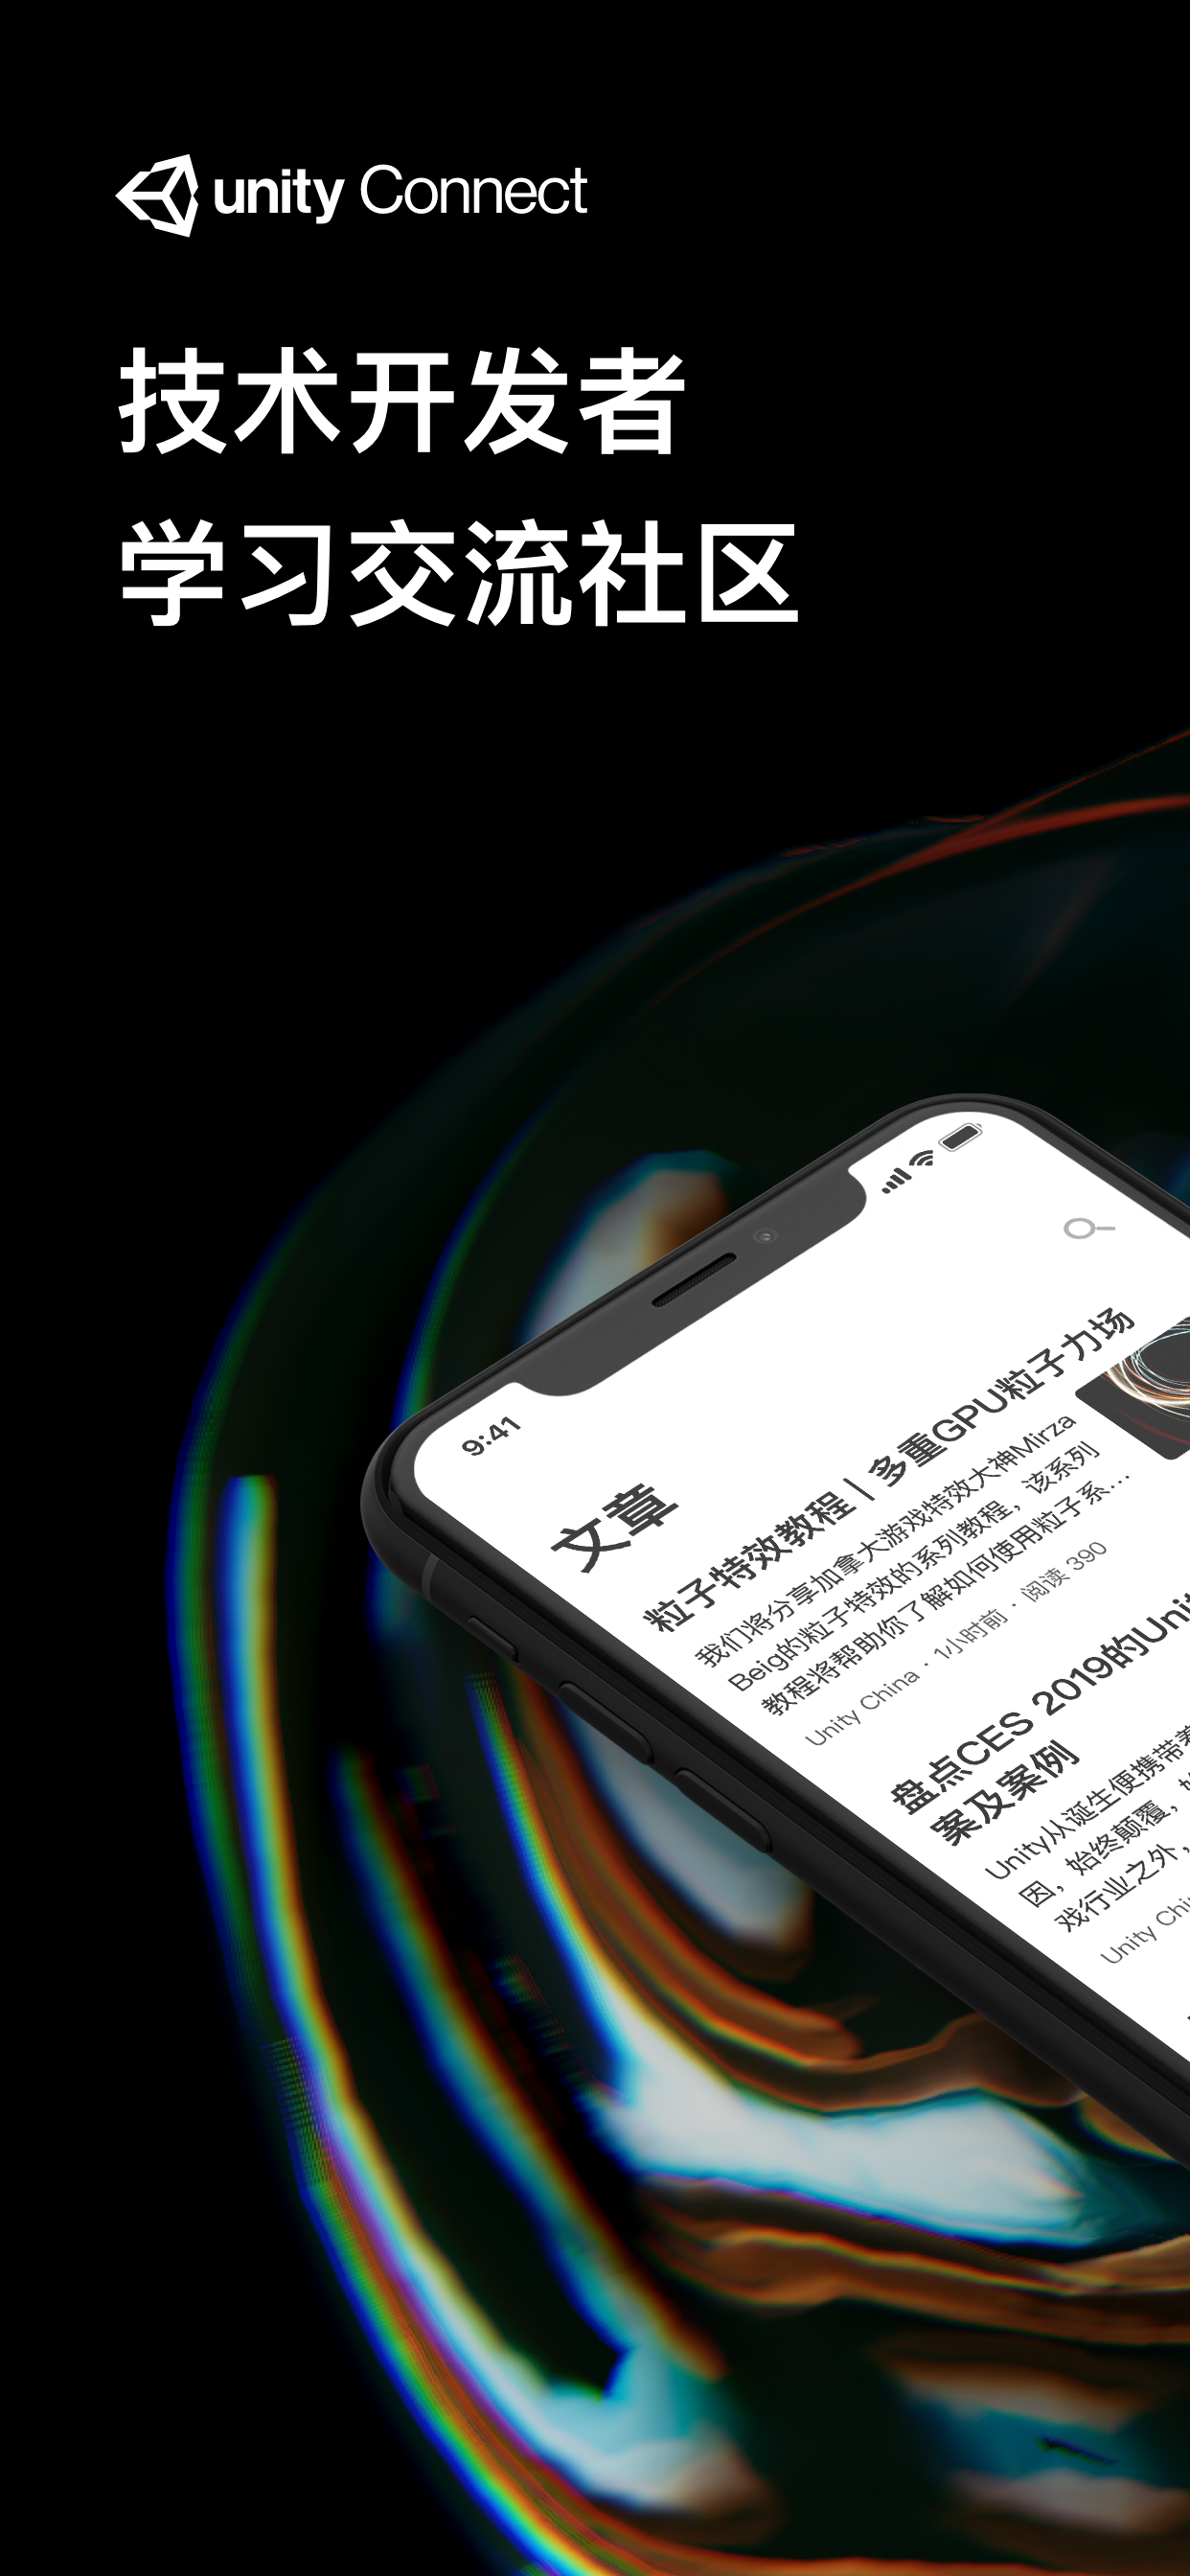 unity Connect
技术开发者
学习交流社区
9:41
文章
粒子特效教程 | 多重GPU粒子力场
我们将分享加拿大游戏特效大神Mirza
Beig的粒子特效的系列教程，该系列
教程将帮助你了解如何使用粒子系...
Unity China · 1小时前 · 阅读 390
盘点CES 2019的Unit
案及案例
Unity从诞生便携带着
因，始终颠覆，
戏行业之外，
Unity Chi